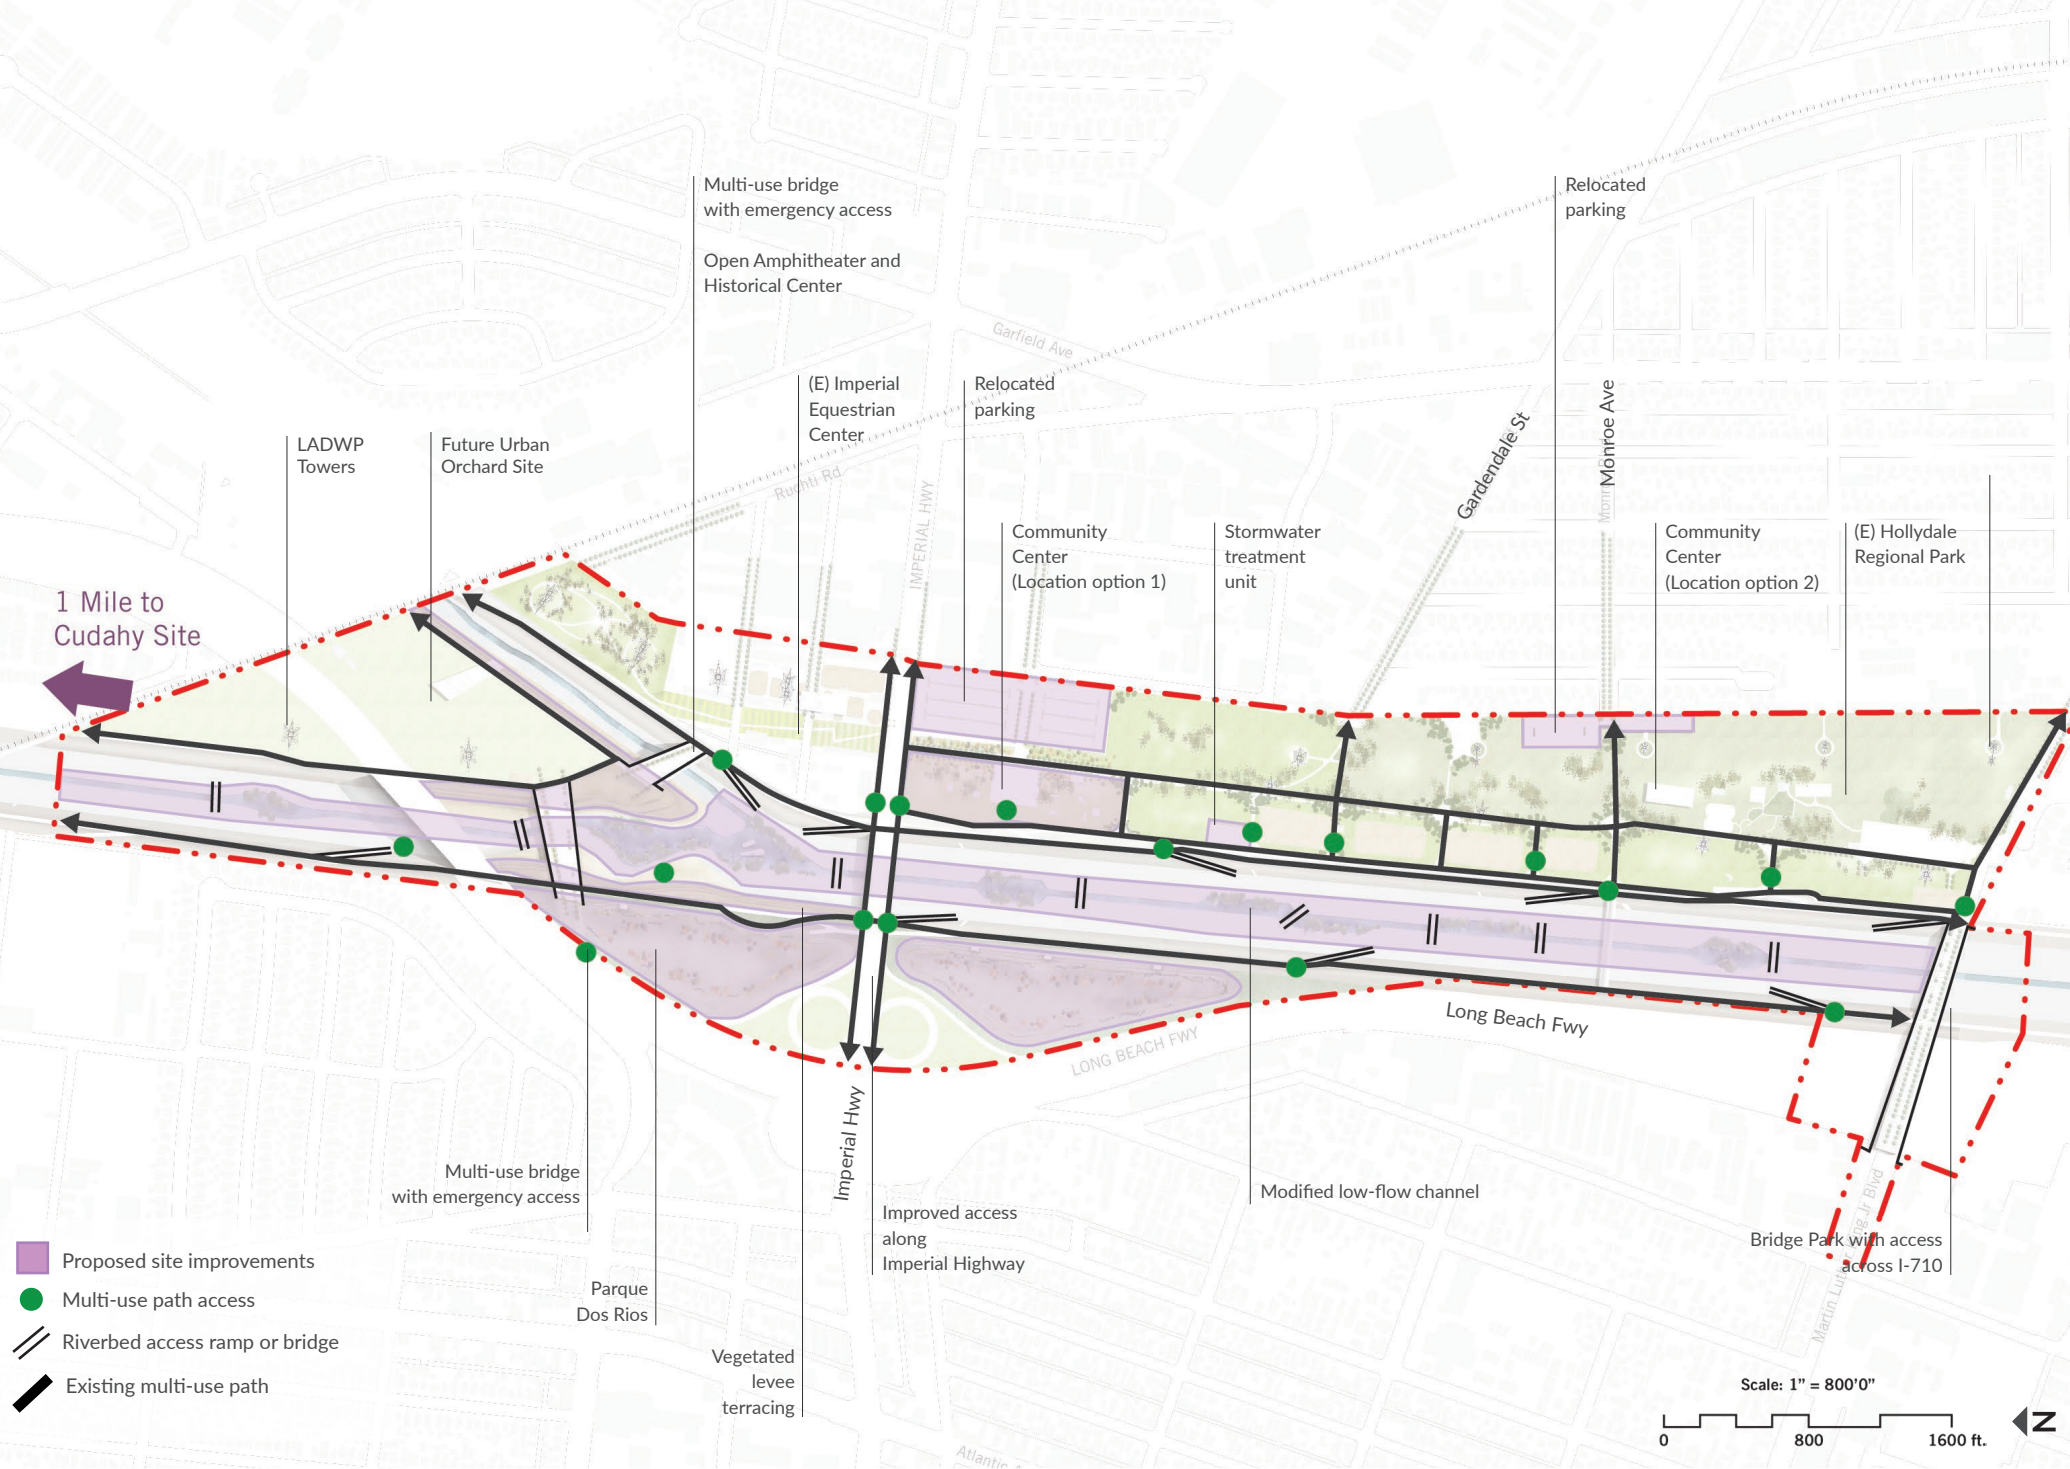 Multi-use bridge
with emergency access
Open Amphitheater and
Historical Center
Relocated
parking
Garfield Ave
(E) Imperial
Equestrian
Center
Relocated
parking
LADWP
Towers
Future Urban
Orchard Site
Ruchti Rd
IMPERIAL HWY
Gardendale St
Monroe Ave
Community
Center
(Location option 1)
Stormwater
treatment
unit
Community
Center
(Location option 2)
(E) Hollydale
Regional Park
1 Mile to
Cudahy Site
Long Beach Fwy
LONG BEACH FWY
Imperial Hwy
Multi-use bridge
with emergency access
Improved access
along
Imperial Highway
Modified low-flow channel
Bridge Park with access
across I-710
Martin Luther King Jr Blvd
Parque
Dos Rios
Vegetated
levee
terracing
Atlantic
Proposed site improvements
Multi-use path access
Riverbed access ramp or bridge
Existing multi-use path
Scale: 1” = 800’0”
0 800 1600 ft.
N